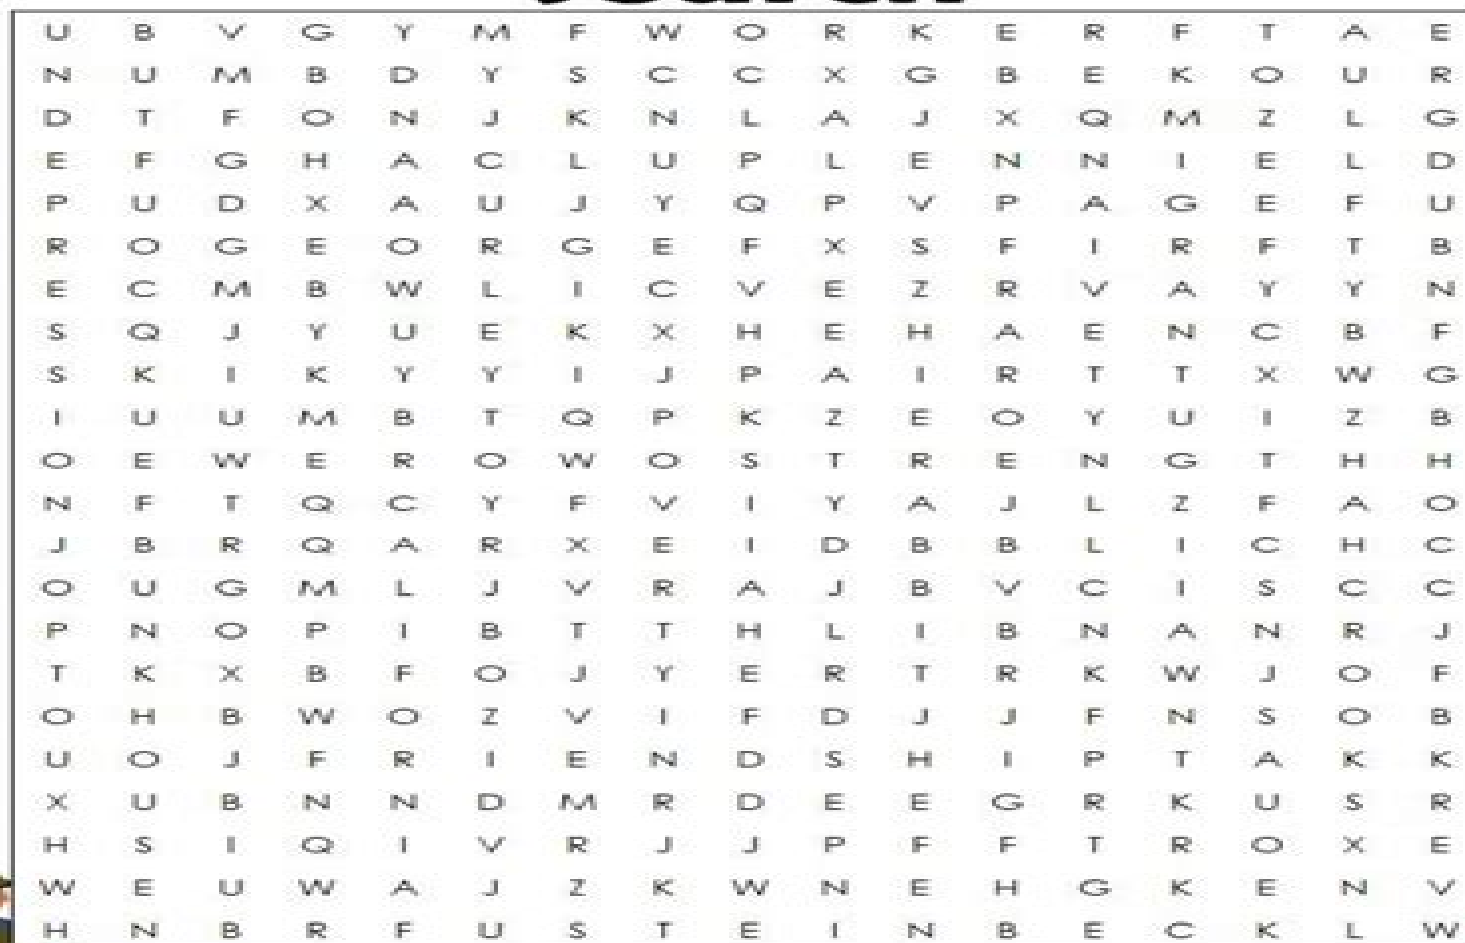 U B V G Y M F W O R K E R F T A E
N U M B D Y S C C X G B E K O U R
D T F O N J K N L A J X Q M Z L G
E F G H A C L U P L E N N I E L D
P U D X A U J Y Q P V P A G E F U
R O G E O R G E F X S F I R F T B
E C M B W L I C V E Z R V A Y Y N
S Q J Y U E K X H E H A E N C B F
S K I K Y Y I J P A I R T T X W G
I U U M B T Q P K Z E O Y U I Z B
O E W E R O W O S T R E N G T H H
N F T Q C Y F V I Y A J L Z F A O
J B R Q A R X E I D B B L I C H C
O U G M L J V R A J B V C I S C C
P N O P I B T T H L I B N A N R J
T K X B F O J Y E R T R K W J O F
O H B W O Z V I F D J J F N S O B
U O J F R I E N D S H I P T A K K
X U B N N D M R D E E G R K U S R
H S I Q I V R J J P F F T R O X E
W E U W A J Z K W N E H G K E N V
H N B R F U S T E I N B E C K L W